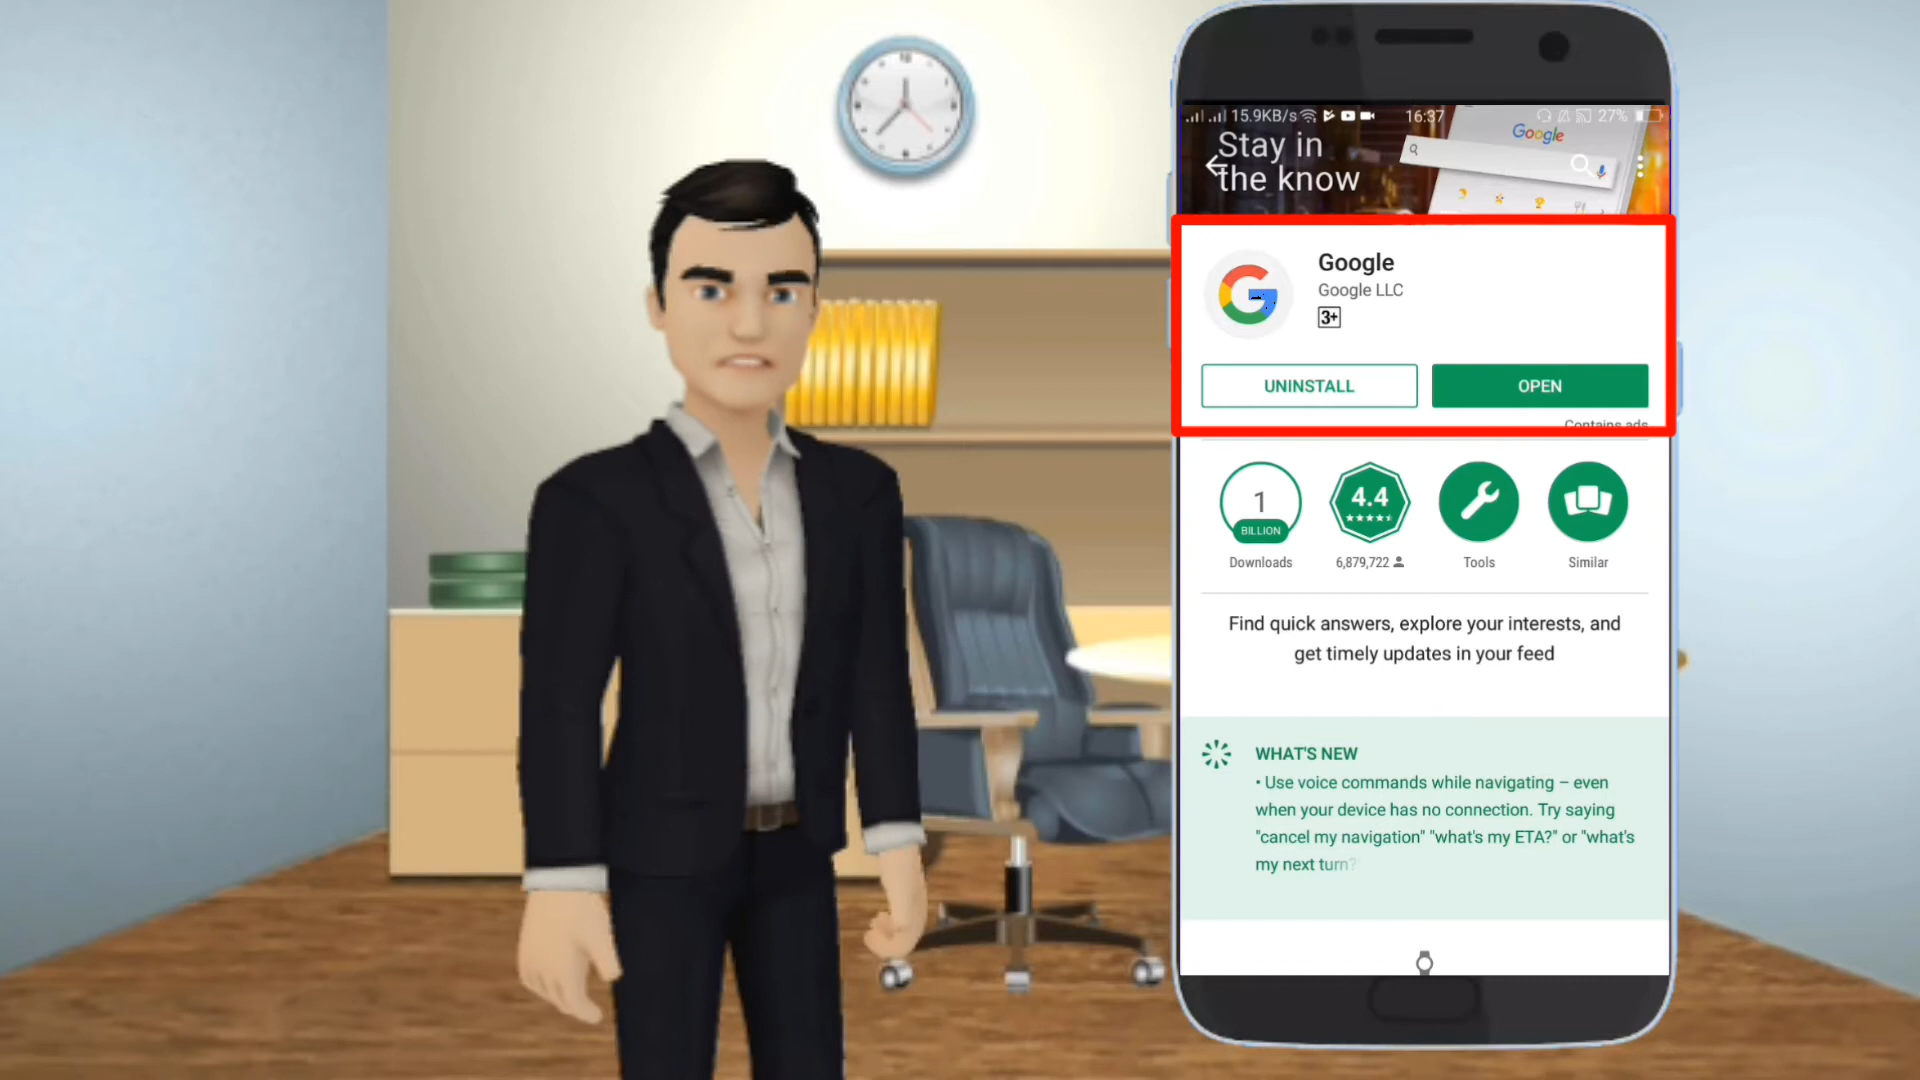 15.9KB/s 16:37 27%
Google
Stay in
the know
Google
Google LLC
3+
UNINSTALL OPEN
Contains ads
1
BILLION
4.4
Downloads 6,879,722 Tools Similar
Find quick answers, explore your interests, and
get timely updates in your feed
WHAT'S NEW
• Use voice commands while navigating – even
when your device has no connection. Try saying
"cancel my navigation" "what's my ETA?" or "what's
my next turn?